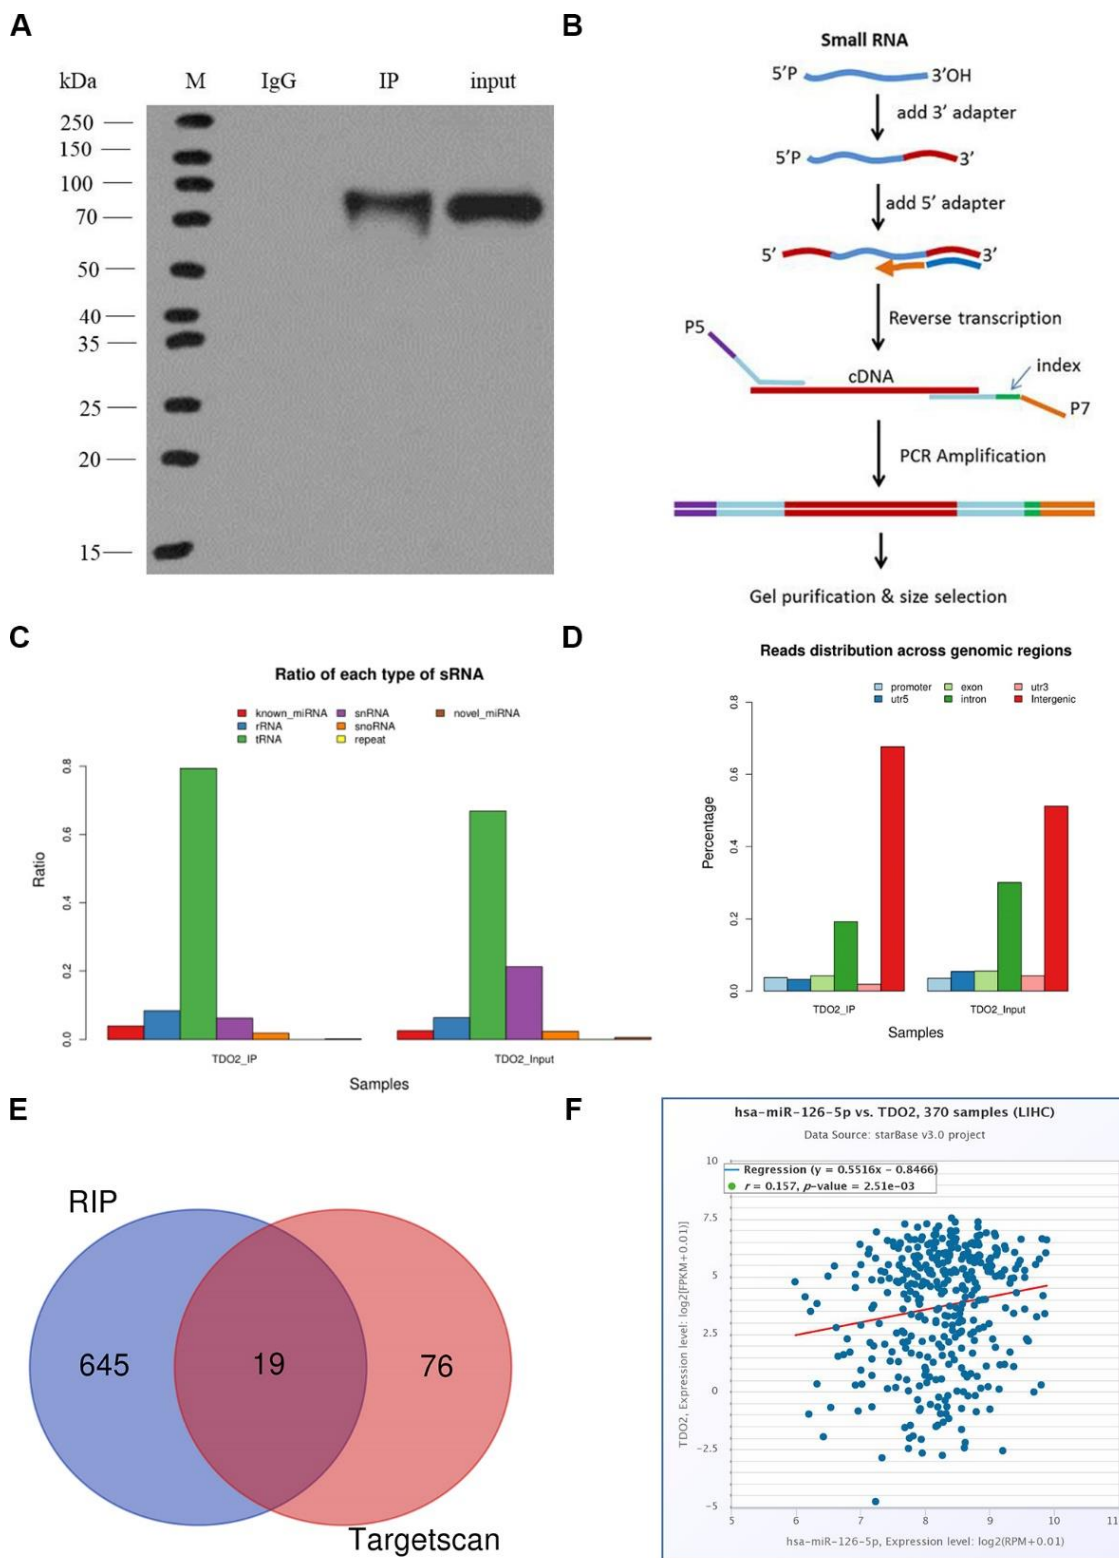 A
kDa M IgG IP input
250
150
100
70
50
40
35
25
20
15
B
Small RNA
5'P 3'OH
add 3' adapter
5'P 3'
add 5' adapter
5' 3'
Reverse transcription
P5
cDNA
index
P7
PCR Amplification
Gel purification & size selection
C
Ratio of each type of sRNA
known_miRNA snRNA novel_miRNA
rRNA snoRNA
tRNA repeat
Ratio
0.8
0.6
0.4
0.2
0.0
TDO2_IP TDO2_Input
Samples
D
Reads distribution across genomic regions
promoter exon utr3
utr5 intron Intergenic
Percentage
0.8
0.6
0.4
0.2
0.0
TDO2_IP TDO2_Input
Samples
E
RIP
645 19 76
Targetscan
F
hsa-miR-126-5p vs. TDO2, 370 samples (LIHC)
Data Source: starBase v3.0 project
Regression (y = 0.5516x - 0.8466)
r = 0.157, p-value = 2.51e-03
TDO2, Expression level: log2[FPKM+0.01)]
10
7.5
5
2.5
0
-2.5
-5
5 6 7 8 9 10 11
hsa-miR-126-5p, Expression level: log2(RPM+0.01)